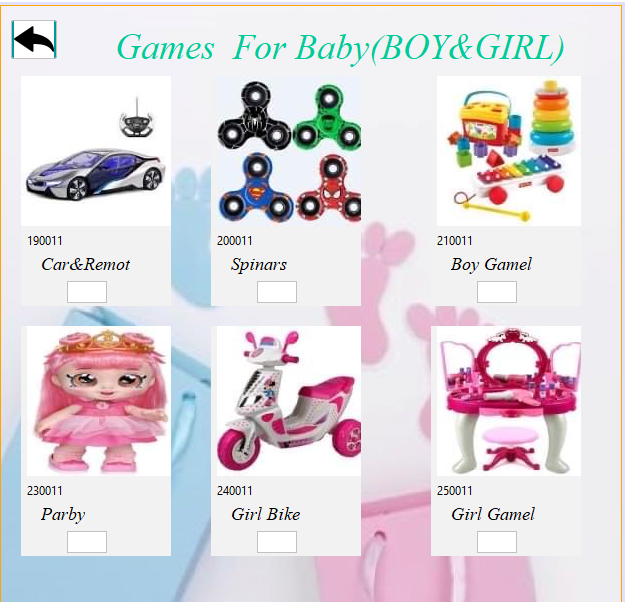 Games For Baby(BOY&GIRL)
190011
200011
210011
Car&Remot
Spinars
Boy Gamel
230011
240011
250011
Parby
Girl Bike
Girl Gamel